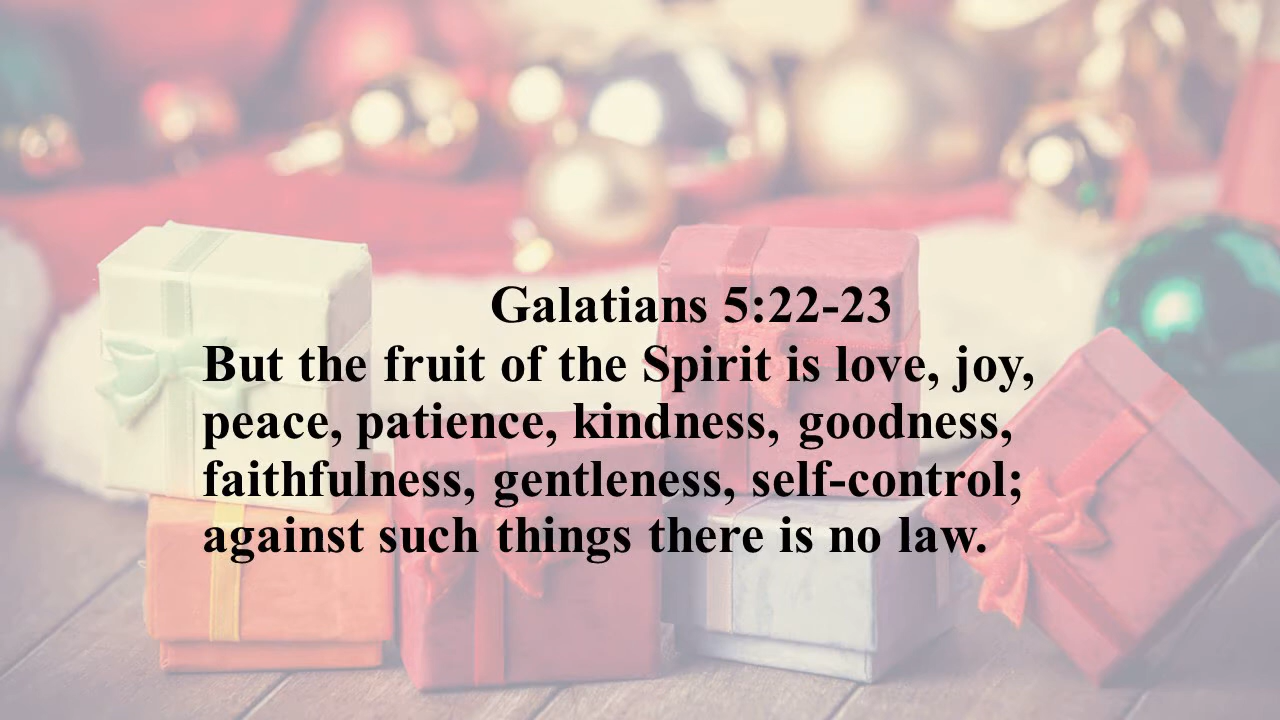 Galatians 5:22-23
But the fruit of the Spirit is love, joy,
peace, patience, kindness, goodness,
faithfulness, gentleness, self-control;
against such things there is no law.